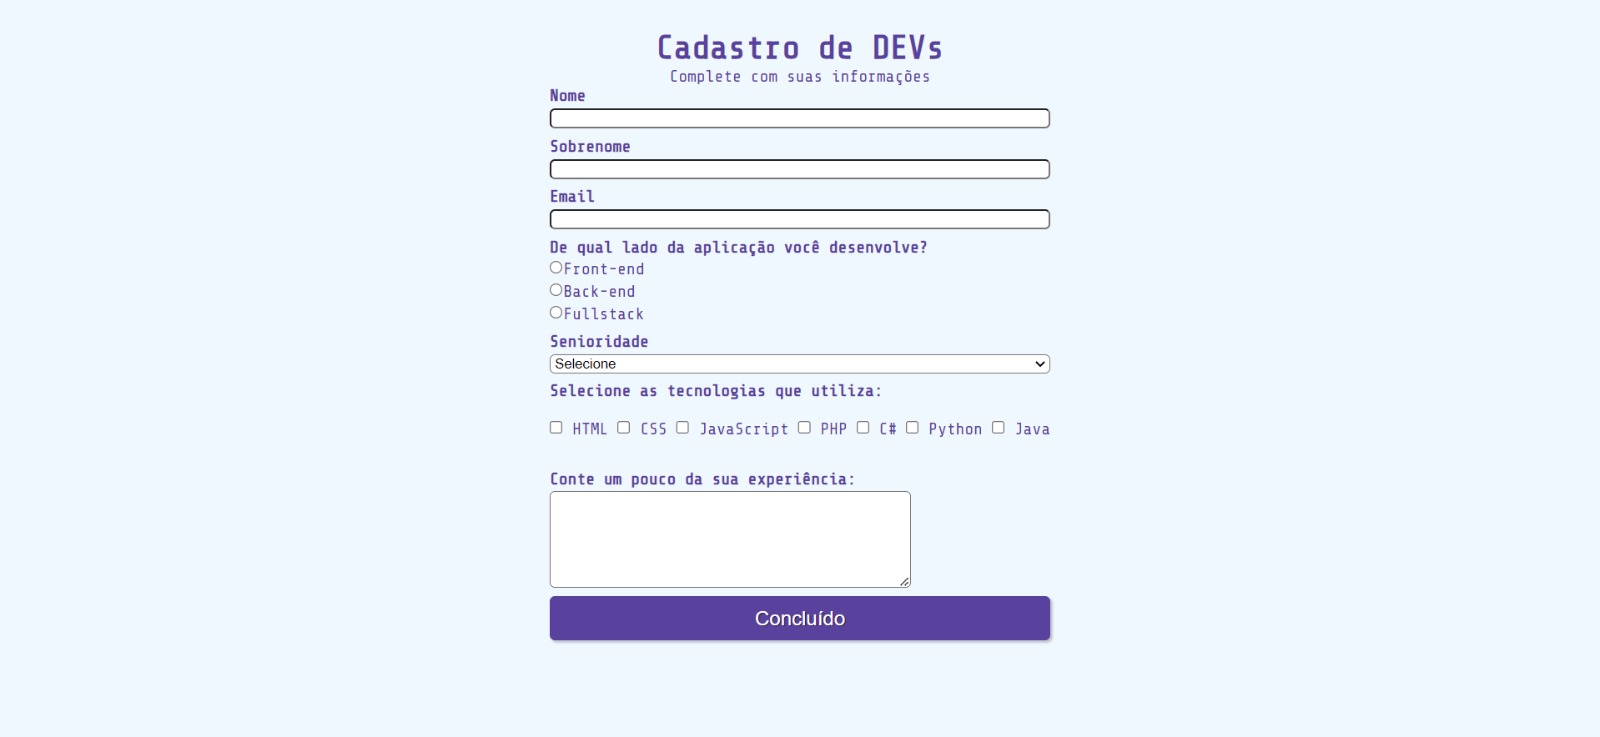 Cadastro de DEVs
Complete com suas informações
Nome
Sobrenome
Email
De qual lado da aplicação você desenvolve?
Front-end
Back-end
Fullstack
Senioridade
Selecione
Selecione as tecnologias que utiliza:
HTML CSS JavaScript PHP C# Python Java
Conte um pouco da sua experiência:
Concluído